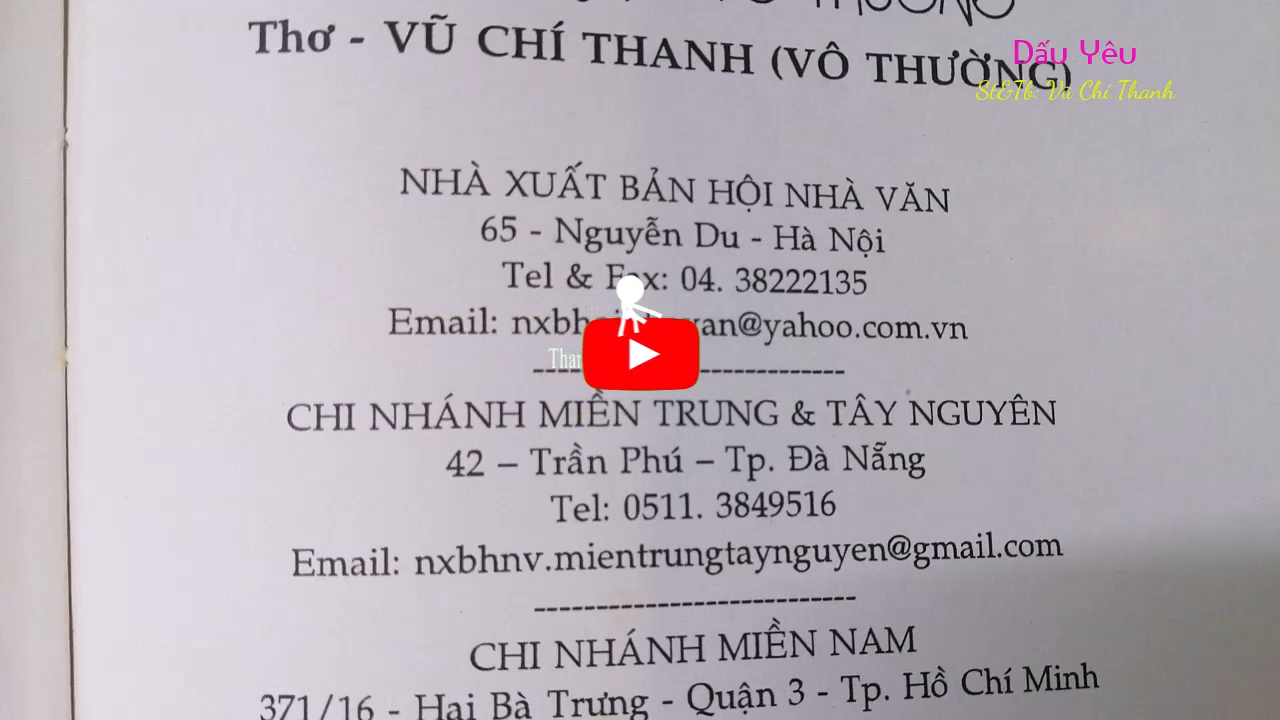 Thơ - VŨ CHÍ THANH (VÔ THƯỜNG)
Dấu Yêu
St&Tb: Vũ Chí Thanh
NHÀ XUẤT BẢN HỘI NHÀ VĂN
65 - Nguyễn Du - Hà Nội
Tel & Fax: 04. 38222135
Email:
CHI NHÁNH MIỀN TRUNG & TÂY NGUYÊN
42 – Trần Phú – Tp. Đà Nẵng
Tel: 0511. 3849516
Email: nxbhnv.mientrungtaynguyen@gmail.com
CHI NHÁNH MIỀN NAM
371/16 - Hai Bà Trưng - Quận 3 - Tp. Hồ Chí Minh